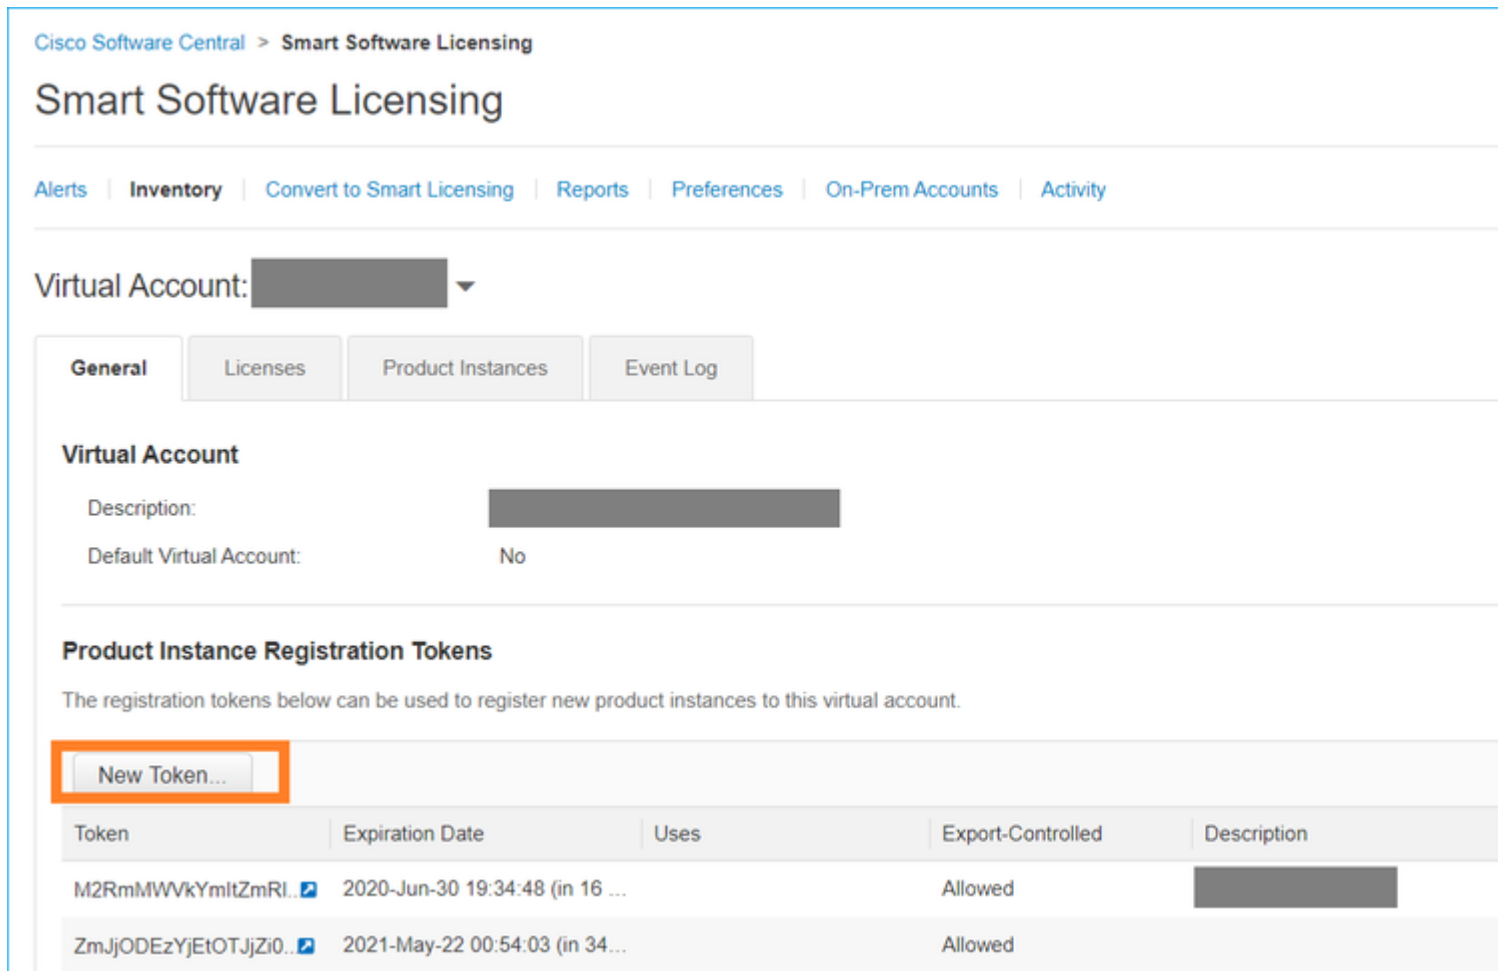 Cisco Software Central > Smart Software Licensing
Smart Software Licensing
Alerts Inventory Convert to Smart Licensing Reports Preferences On-Prem Accounts Activity
Virtual Account:
General Licenses Product Instances Event Log
Virtual Account
Description:
Default Virtual Account: No
Product Instance Registration Tokens
The registration tokens below can be used to register new product instances to this virtual account.
New Token...
Token Expiration Date Uses Export-Controlled Description
M2RmMWVkYmItZmRl.. 2020-Jun-30 19:34:48 (in 16 ... Allowed
ZmJjODEzYjEtOTJjZi0.. 2021-May-22 00:54:03 (in 34... Allowed